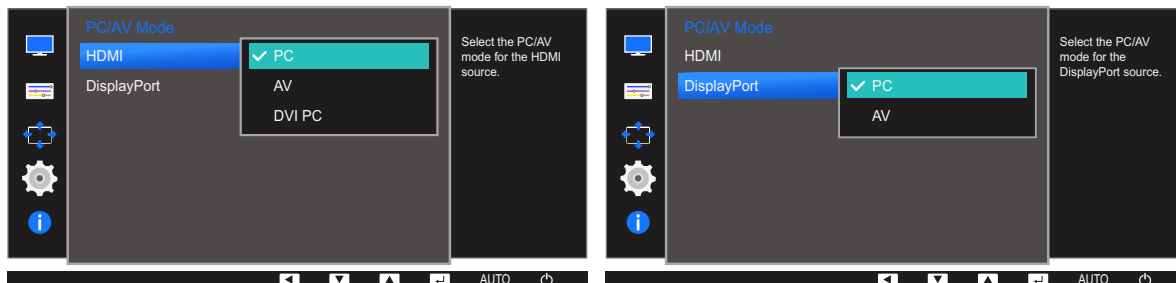 PC/AV Mode
HDMI
PC
DisplayPort
AV
DVI PC
Select the PC/AV
mode for the HDMI
source.
AUTO
PC/AV Mode
HDMI
DisplayPort
PC
AV
Select the PC/AV
mode for the
DisplayPort source.
AUTO